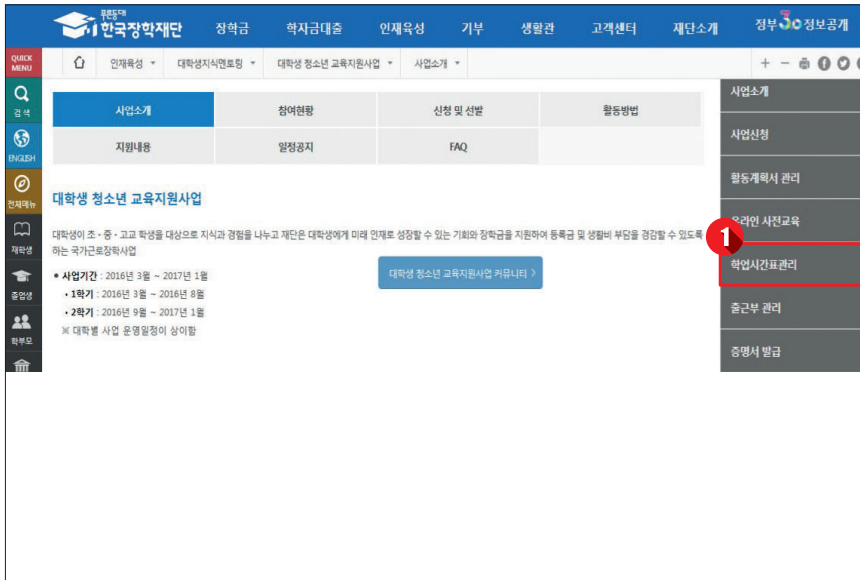 푸른등대
한국장학재단
장학금 학자금대출 인재육성 기부 생활관 고객센터 재단소개 정부3.0 정보공개
QUICK MENU
인재육성 대학생지식멘토링 대학생 청소년 교육지원사업 사업소개
검색
ENGLISH
전체메뉴
재학생
졸업생
학부모
사업소개 참여현황 신청 및 선발 활동방법
지원내용 일정공지 FAQ
대학생 청소년 교육지원사업
대학생이 초・중・고교 학생을 대상으로 지식과 경험을 나누고 재단은 대학생에게 미래 인재로 성장할 수 있는 기회와 장학금을 지원하여 등록금 및 생활비 부담을 경감할 수 있도록
하는 국가근로장학사업
• 사업기간 : 2016년 3월 ~ 2017년 1월
・1학기 : 2016년 3월 ~ 2016년 8월
・2학기 : 2016년 9월 ~ 2017년 1월
※ 대학별 사업 운영일정이 상이함
대학생 청소년 교육지원사업 커뮤니티 >
사업소개
사업신청
활동계획서 관리
온라인 사전교육
1
학업시간표관리
출근부 관리
증명서 발급